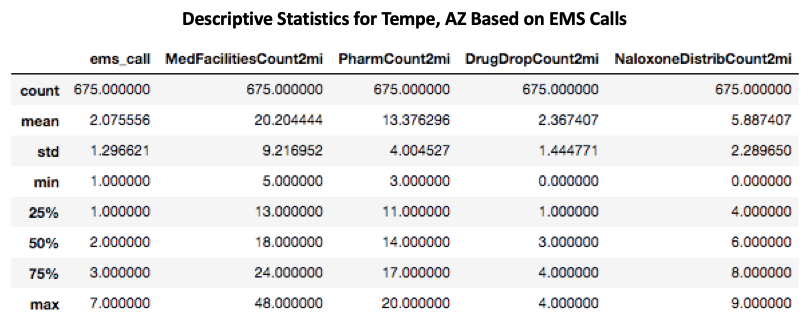 Descriptive Statistics for Tempe, AZ Based on EMS Calls
ems_call MedFacilitiesCount2mi PharmCount2mi DrugDropCount2mi NaloxoneDistribCount2mi
count 675.000000 675.000000 675.000000 675.000000 675.000000
mean 2.075556 20.204444 13.376296 2.367407 5.887407
std 1.296621 9.216952 4.004527 1.444771 2.289650
min 1.000000 5.000000 3.000000 0.000000 0.000000
25% 1.000000 13.000000 11.000000 1.000000 4.000000
50% 2.000000 18.000000 14.000000 3.000000 6.000000
75% 3.000000 24.000000 17.000000 4.000000 8.000000
max 7.000000 48.000000 20.000000 4.000000 9.000000